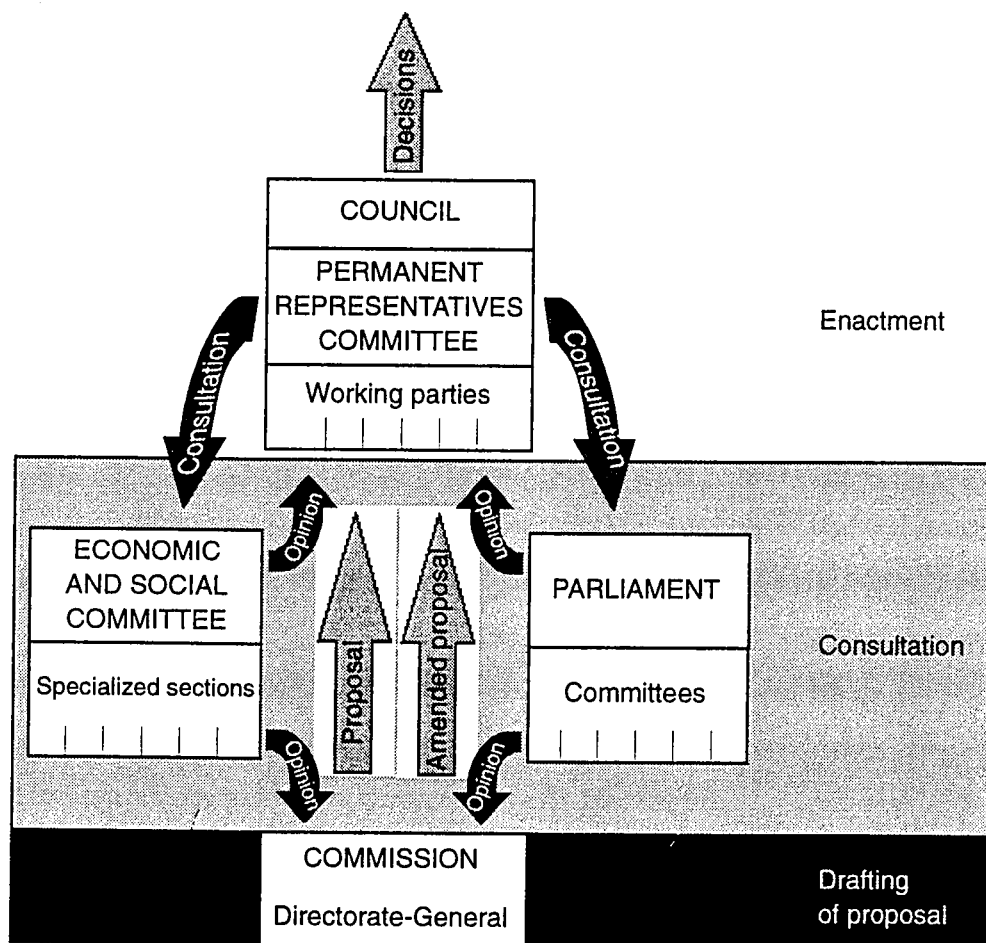 Decisions
COUNCIL
PERMANENT
REPRESENTATIVES
COMMITTEE
Working parties
Enactment
Consultation
Consultation
Opinion
Opinion
ECONOMIC
AND SOCIAL
COMMITTEE
Specialized sections
Proposal
Amended proposal
PARLIAMENT
Committees
Consultation
Opinion
Opinion
COMMISSION
Directorate-General
Drafting
of proposal